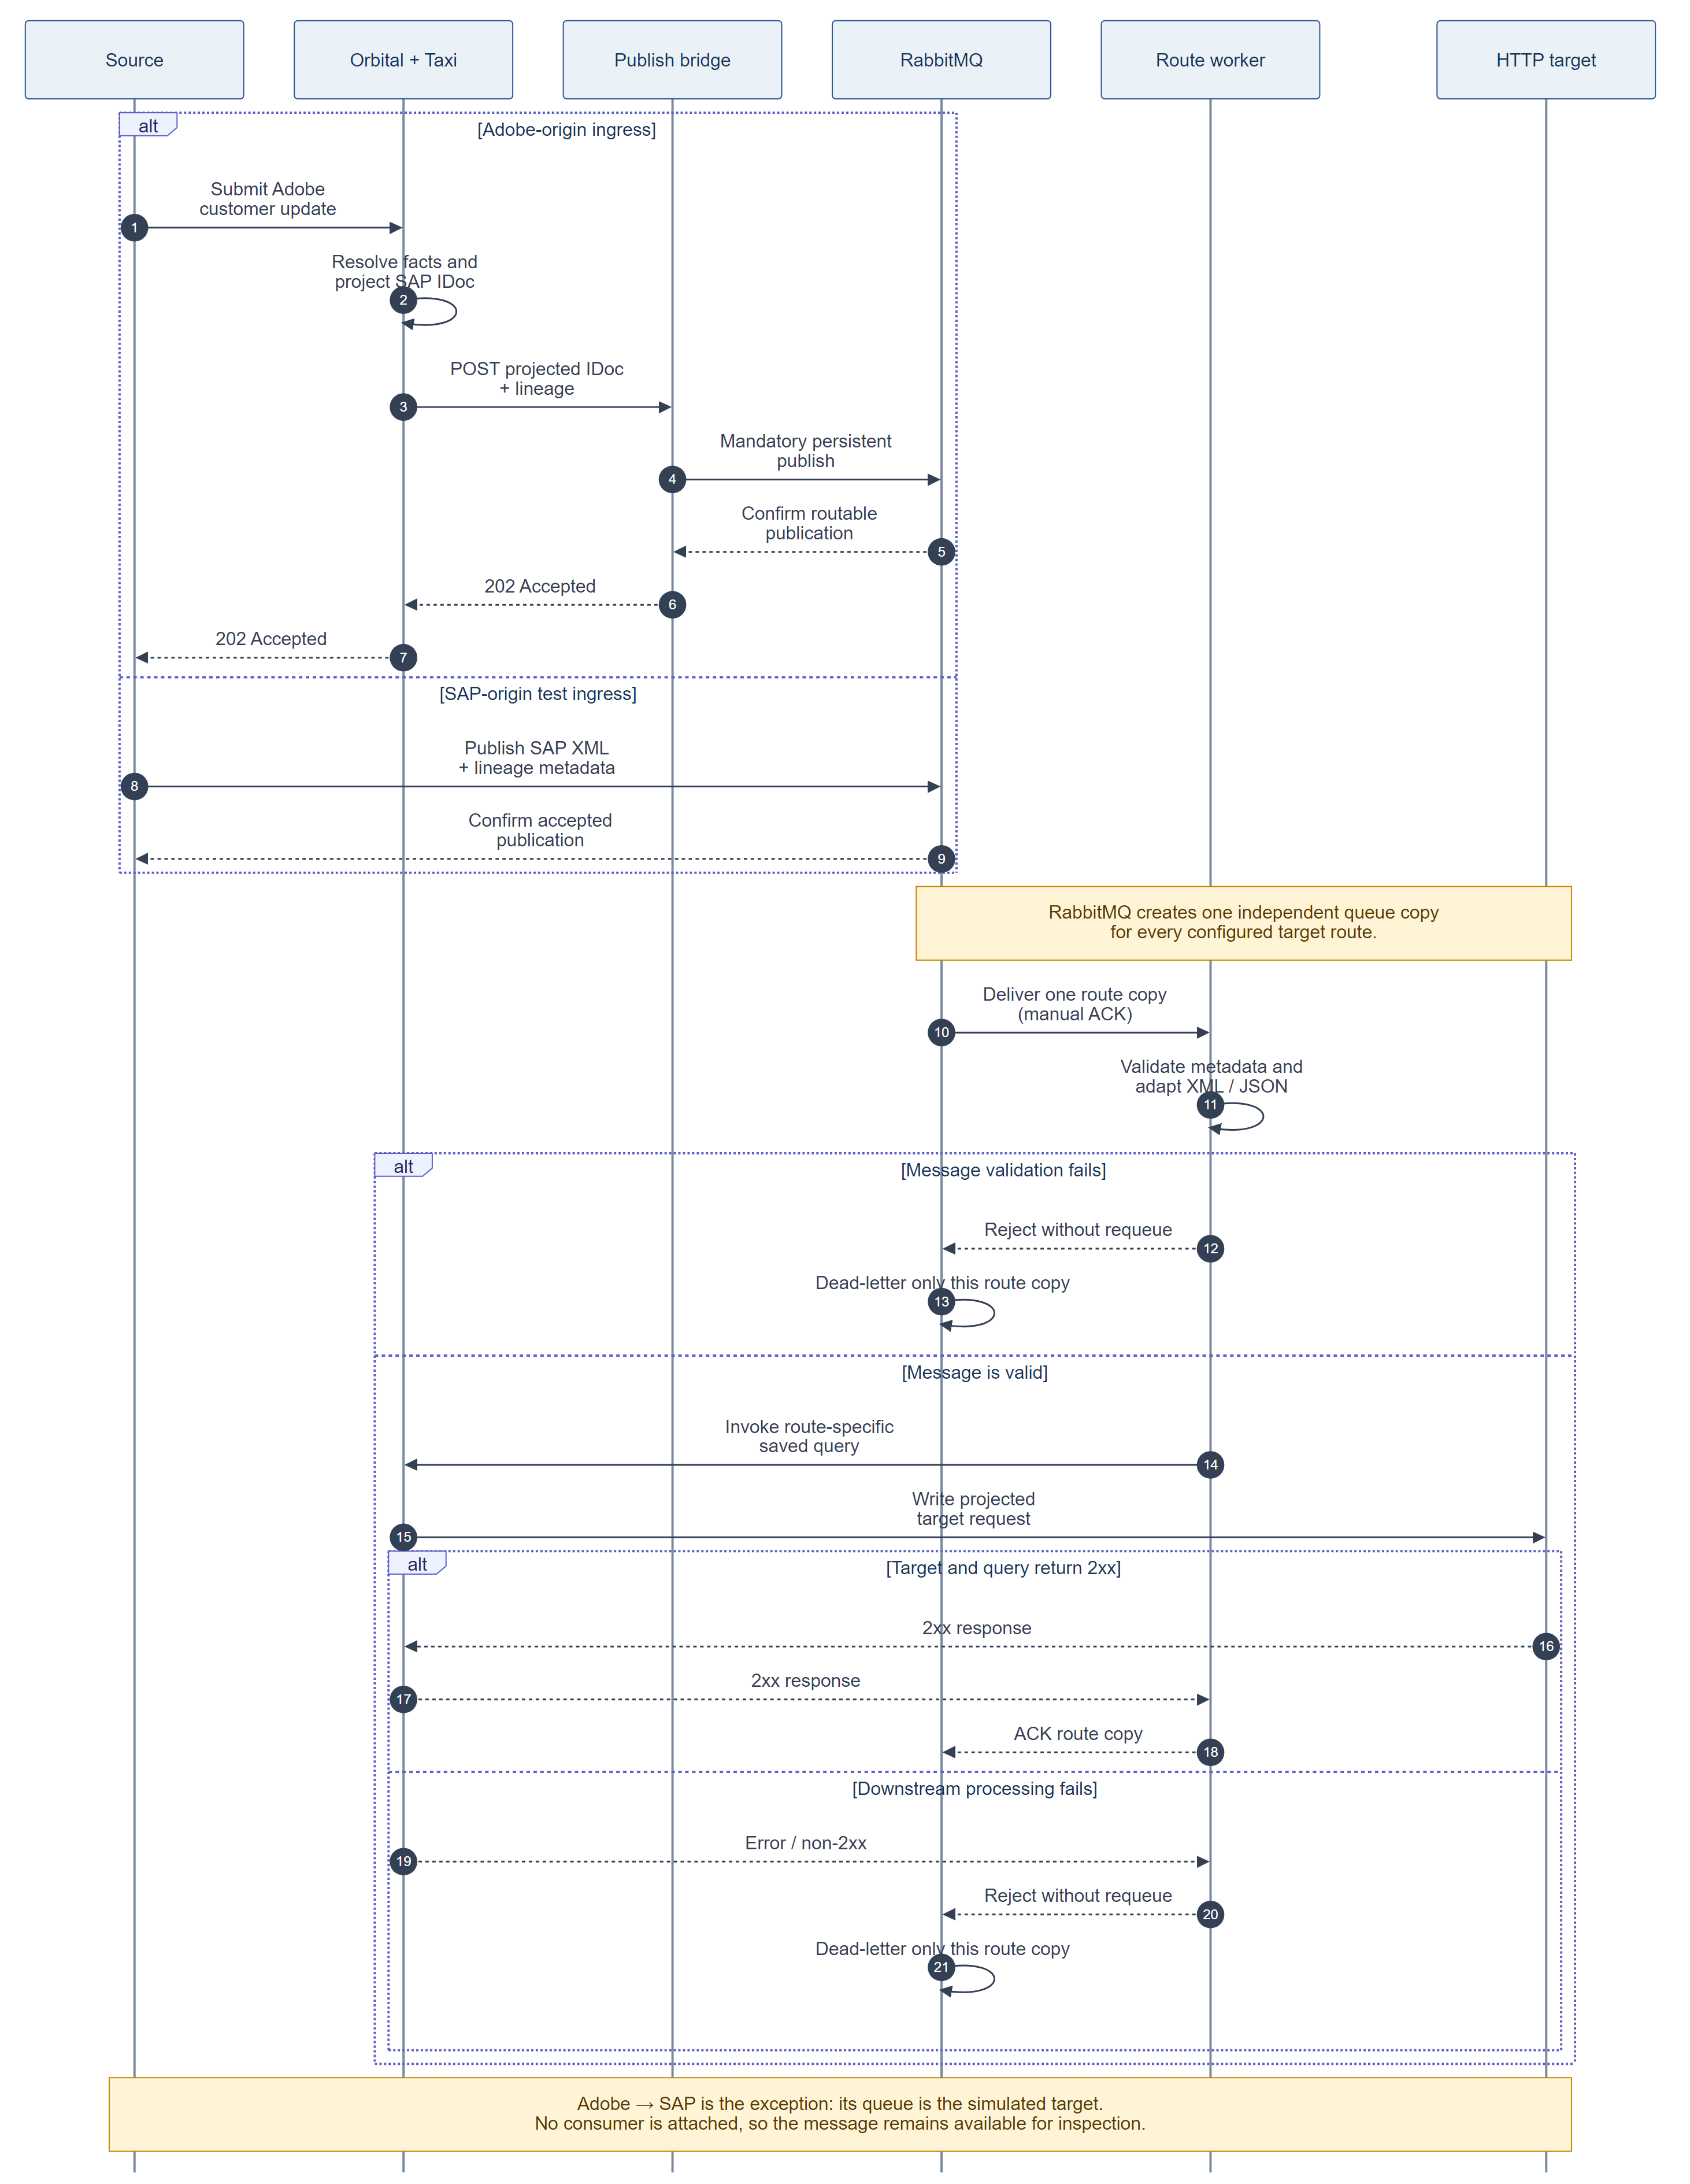 Source
Orbital + Taxi
Publish bridge
RabbitMQ
Route worker
HTTP target
alt
[Adobe-origin ingress]
Submit Adobe
customer update
1
Resolve facts and
project SAP IDoc
2
POST projected IDoc
+ lineage
3
Mandatory persistent
publish
4
Confirm routable
publication
5
202 Accepted
6
202 Accepted
7
[SAP-origin test ingress]
Publish SAP XML
+ lineage metadata
8
Confirm accepted
publication
9
RabbitMQ creates one independent queue copy
for every configured target route.
Deliver one route copy
(manual ACK)
10
Validate metadata and
adapt XML / JSON
11
alt
[Message validation fails]
Reject without requeue
12
Dead-letter only this route copy
13
[Message is valid]
Invoke route-specific
saved query
14
Write projected
target request
15
alt
[Target and query return 2xx]
2xx response
16
2xx response
17
ACK route copy
18
[Downstream processing fails]
Error / non-2xx
19
Reject without requeue
20
Dead-letter only this route copy
21
Adobe → SAP is the exception: its queue is the simulated target.
No consumer is attached, so the message remains available for inspection.